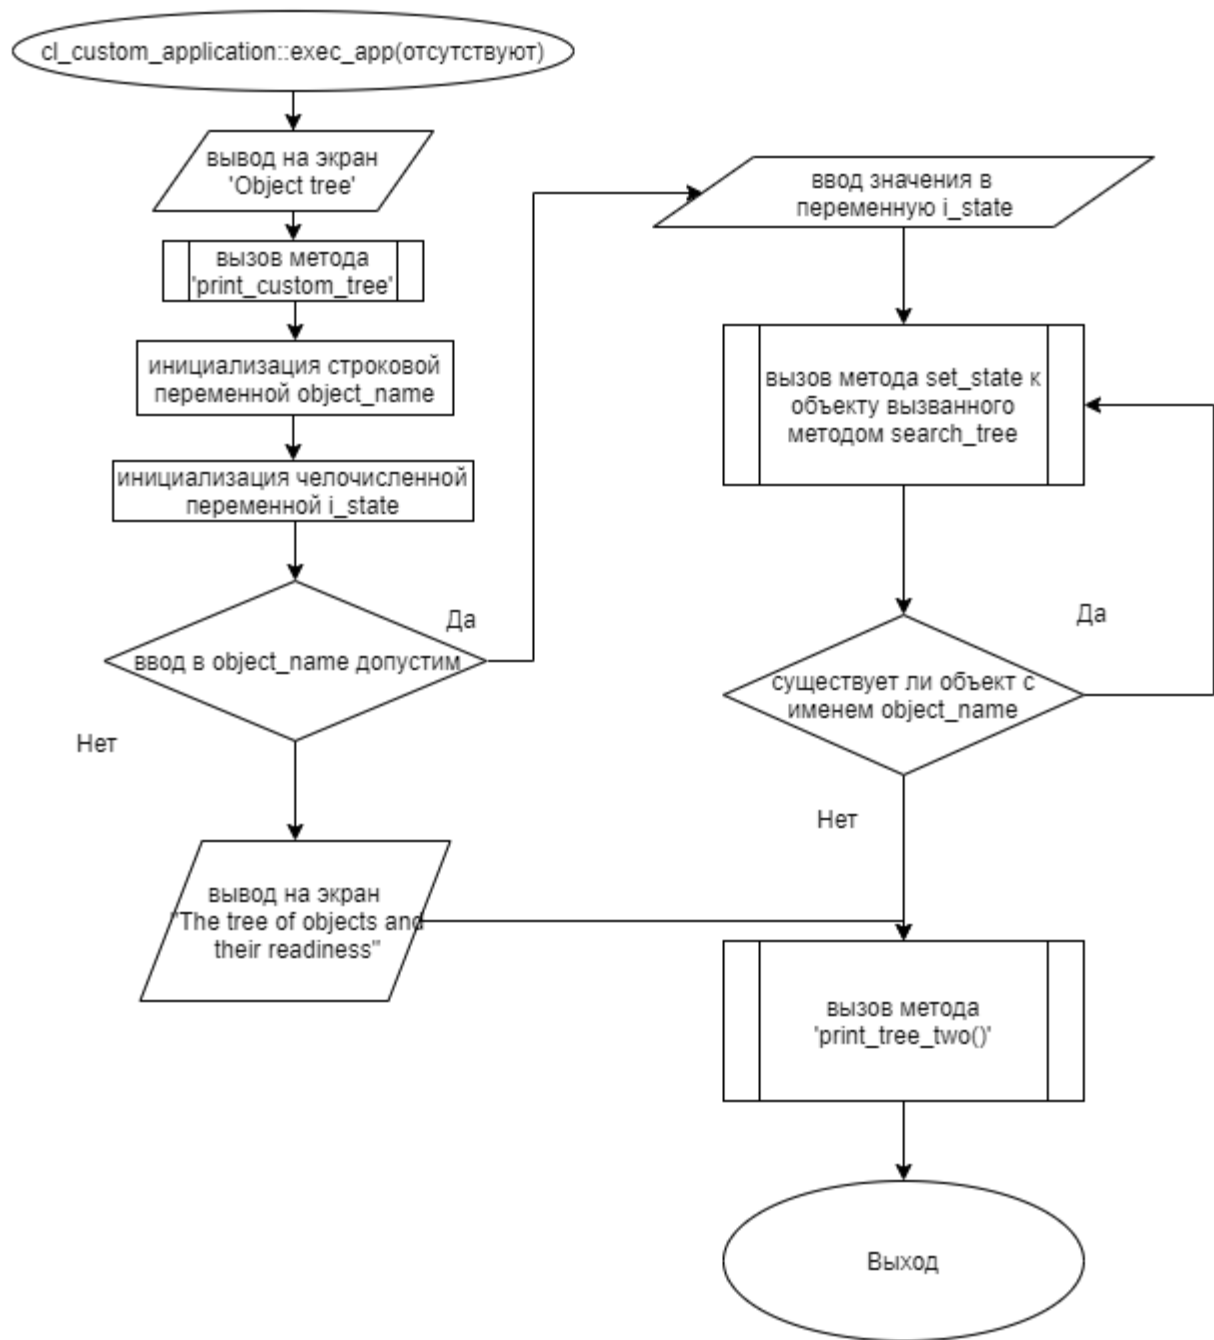 cl_custom_application::exec_app(отсутствуют)
вывод на экран
'Object tree'
вызов метода
'print_custom_tree'
инициализация строковой
переменной object_name
инициализация челочисленной
переменной i_state
Да
ввод в object_name допустим
Нет
вывод на экран
"The tree of objects and
their readiness"
ввод значения в
переменную i_state
вызов метода set_state к
объекту вызванного
методом search_tree
Да
существует ли объект с
именем object_name
Нет
вызов метода
'print_tree_two()'
Выход